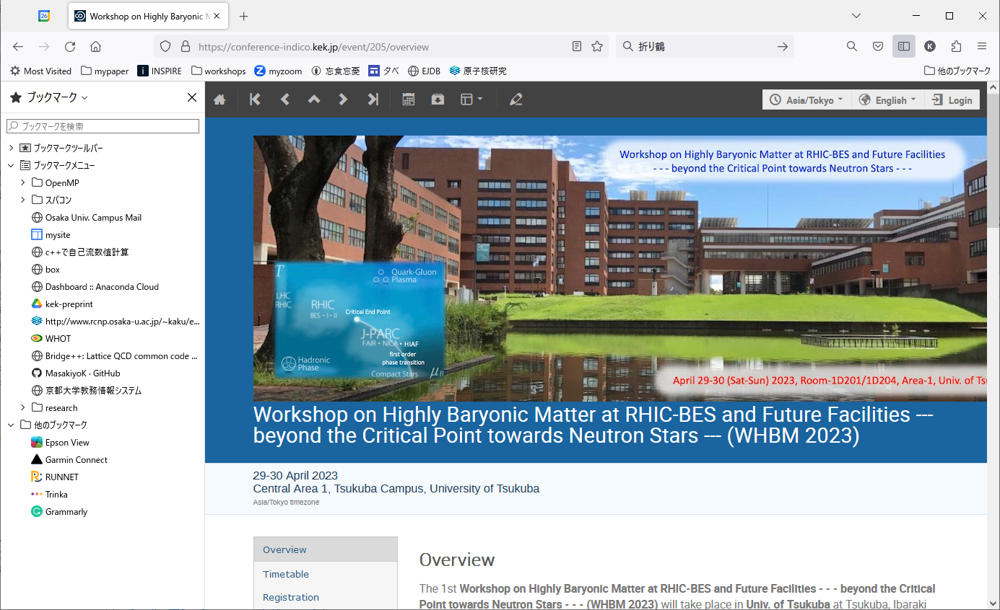 26
Workshop on Highly Baryonic M
https://conference-indico.kek.jp/event/205/overview
折り鶴
K
Most Visited
mypaper
INSPIRE
workshops
myzoom
忘食忘憂
タベ
EJDB
原子核研究
他のブックマーク
ブックマーク
ブックマークを検索
ブックマークツールバー
ブックマークメニュー
OpenMP
スパコン
Osaka Univ. Campus Mail
mysite
c++で自己流数値計算
box
Dashboard :: Anaconda Cloud
kek-preprint
http://www.rcnp.osaka-u.ac.jp/~kaku/e...
WHOT
Bridge++: Lattice QCD common code ...
MasakiyoK · GitHub
京都大学教務情報システム
research
他のブックマーク
Epson View
Garmin Connect
RUNNET
Trinka
Grammarly
Asia/Tokyo
English
Login
Workshop on Highly Baryonic Matter at RHIC-BES and Future Facilities
- - - beyond the Critical Point towards Neutron Stars - - -
T
Quark-Gluon
Plasma
LHC
RHIC
RHIC
BES・I・II
Critical End Point
J-PARC
FAIR・NICA・HIAF
first order
phase transition
Hadronic
Phase
Compact Stars
μB
April 29-30 (Sat-Sun) 2023, Room-1D201/1D204, Area-1, Univ. of Tsu
Workshop on Highly Baryonic Matter at RHIC-BES and Future Facilities ---
beyond the Critical Point towards Neutron Stars --- (WHBM 2023)
29-30 April 2023
Central Area 1, Tsukuba Campus, University of Tsukuba
Asia/Tokyo timezone
Overview
Timetable
Registration
Overview
The 1st Workshop on Highly Baryonic Matter at RHIC-BES and Future Facilities - - - beyond the Critical
Point towards Neutron Stars - - - (WHBM 2023) will take place in Univ. of Tsukuba at Tsukuba, Ibaraki